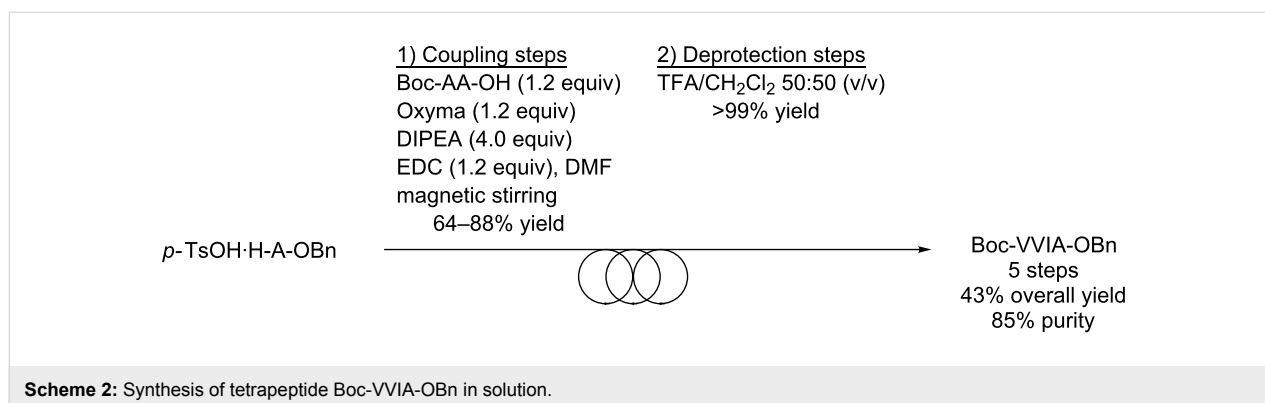 1) Coupling steps
Boc-AA-OH (1.2 equiv)
Oxyma (1.2 equiv)
DIPEA (4.0 equiv)
EDC (1.2 equiv), DMF
magnetic stirring
64–88% yield
2) Deprotection steps
TFA/CH₂Cl₂ 50:50 (v/v)
>99% yield
p-TsOH·H-A-OBn
Boc-VVIA-OBn
5 steps
43% overall yield
85% purity
Scheme 2: Synthesis of tetrapeptide Boc-VVIA-OBn in solution.